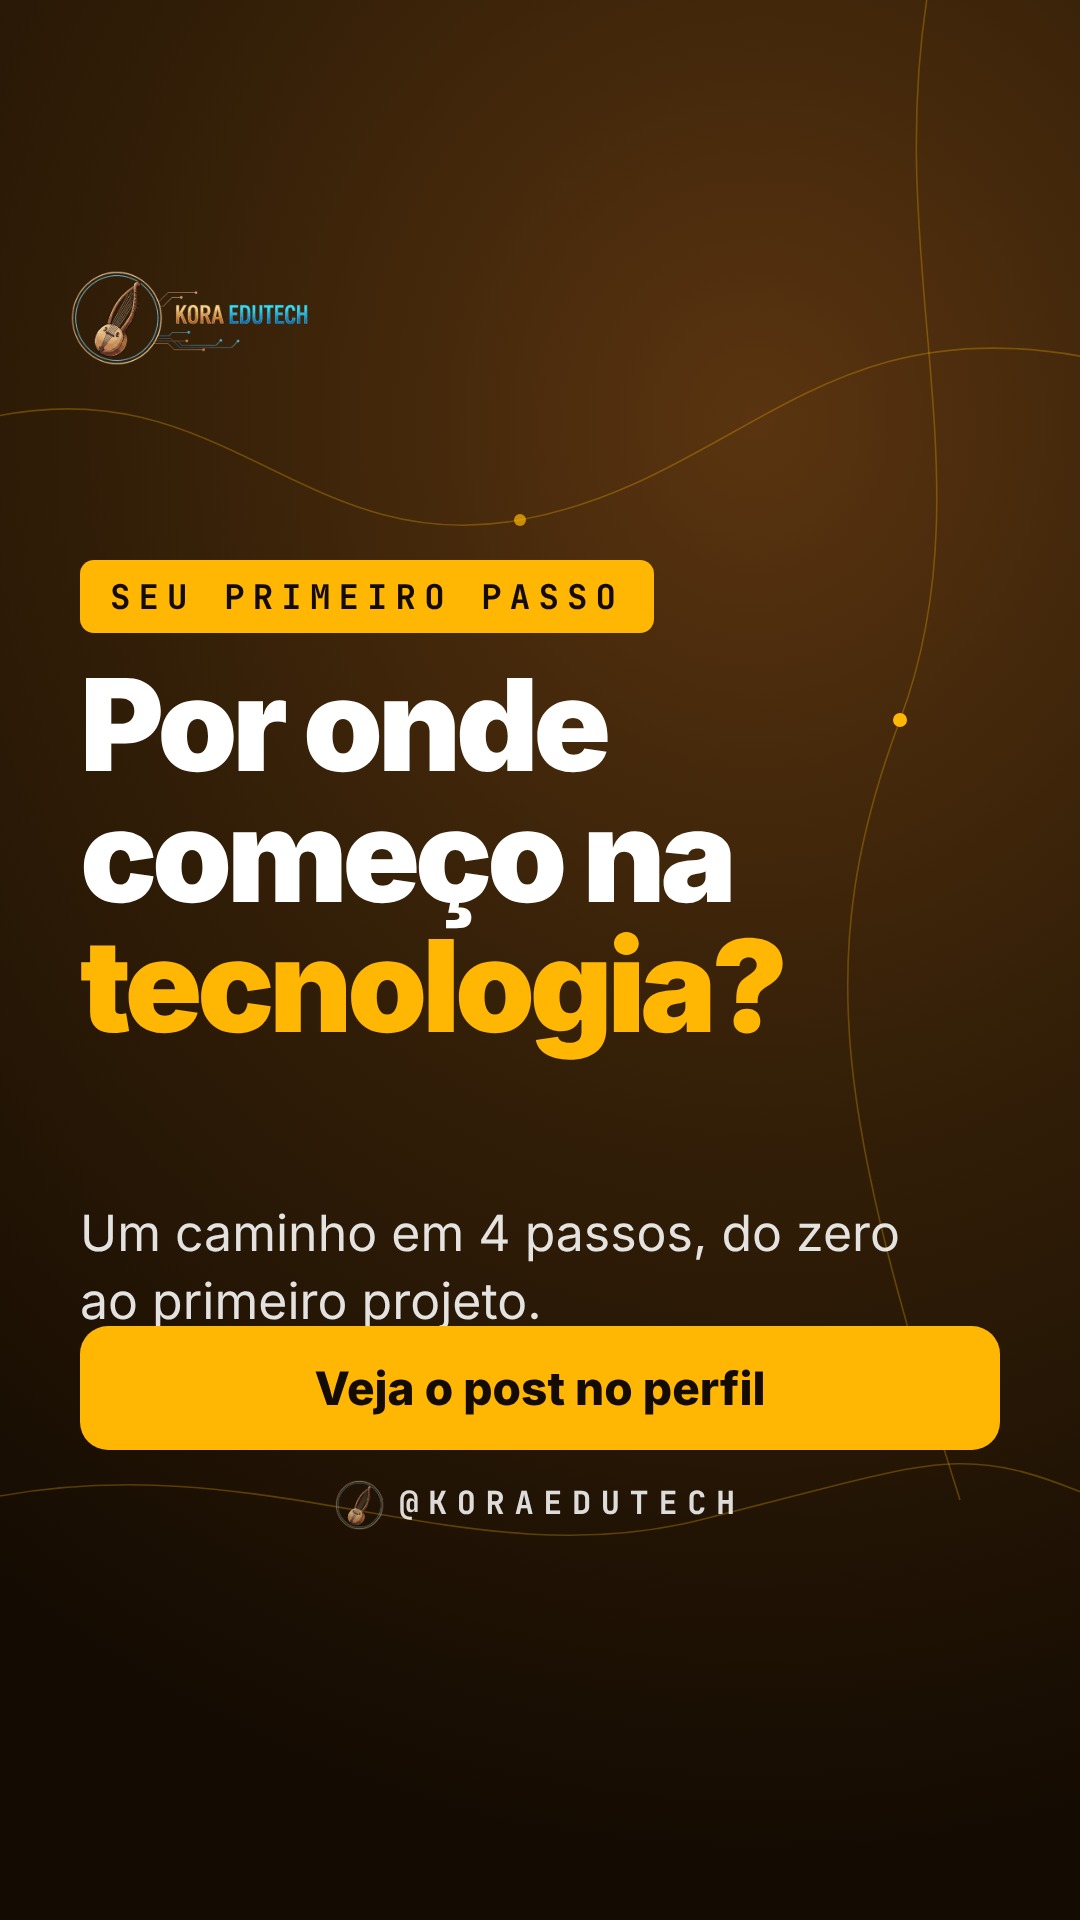 KORA EDUTECH
SEU PRIMEIRO PASSO
Por onde
começo na
tecnologia?
Um caminho em 4 passos, do zero
ao primeiro projeto.
Veja o post no perfil
@KORAEDUTECH